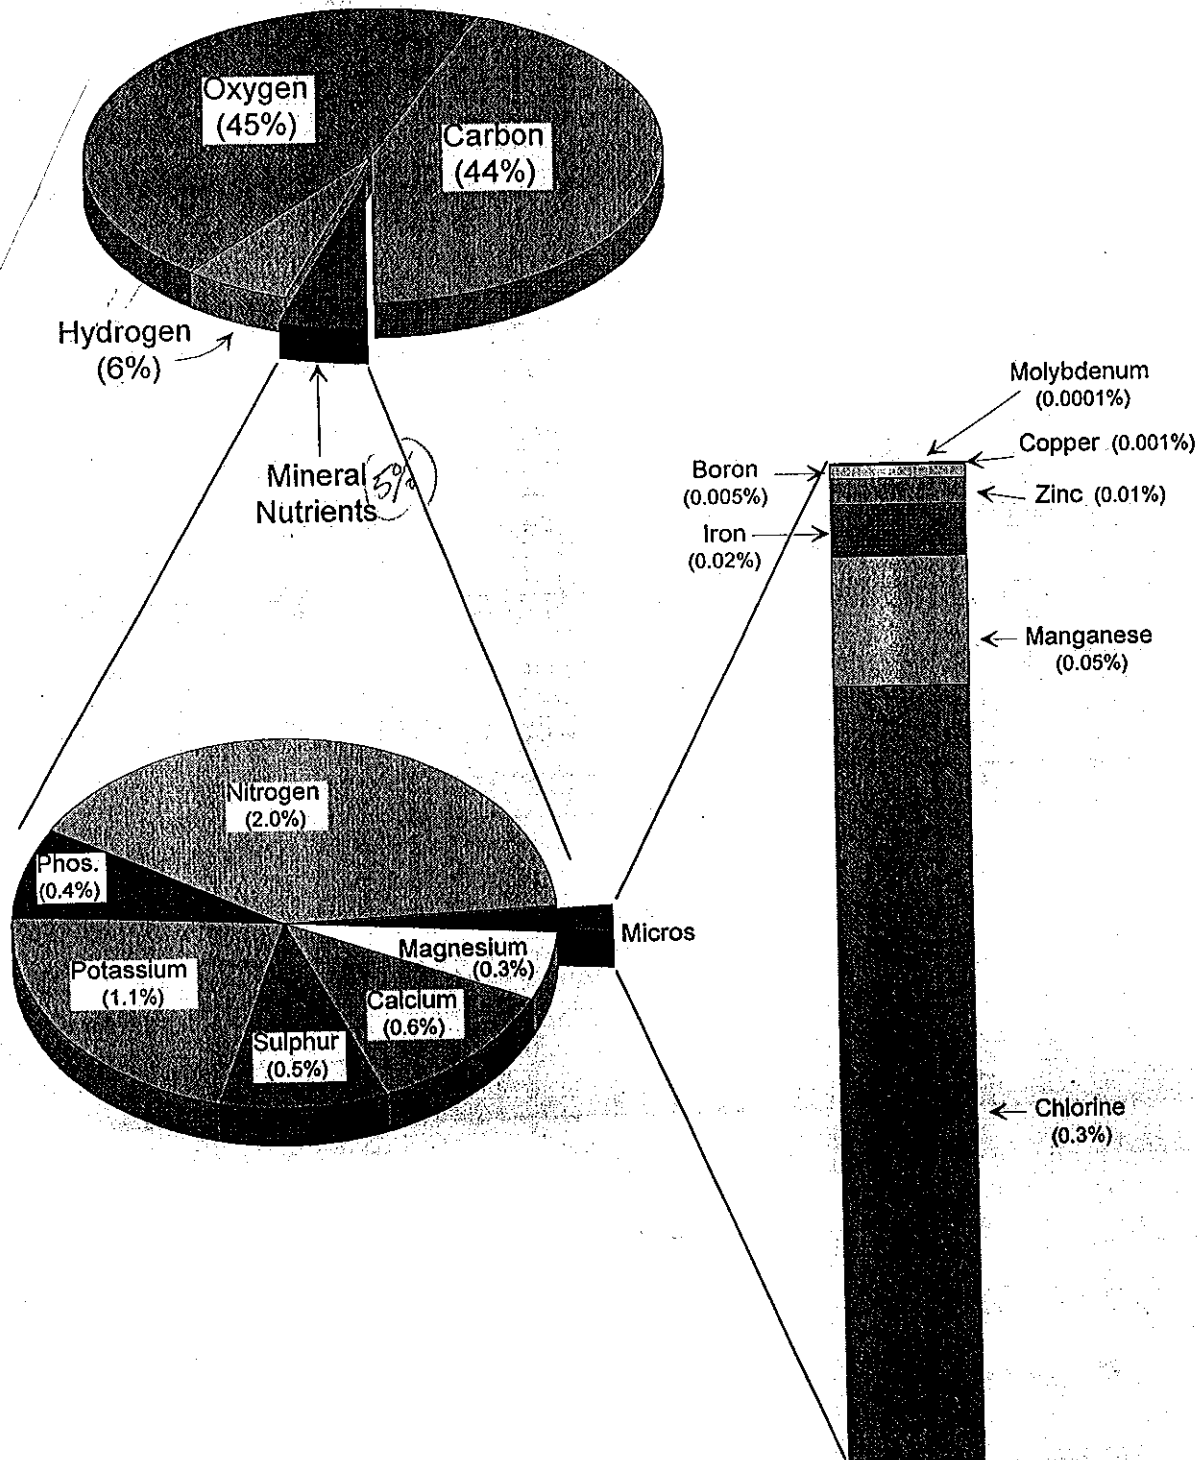 Oxygen
(45%)
Carbon
(44%)
Hydrogen
(6%)
Mineral 5%
Nutrients
Molybdenum
(0.0001%)
Copper (0.001%)
Boron
(0.005%)
Zinc (0.01%)
Iron
(0.02%)
Manganese
(0.05%)
Nitrogen
(2.0%)
Phos.
(0.4%)
Micros
Magnesium
(0.3%)
Potassium
(1.1%)
Calcium
(0.6%)
Sulphur
(0.5%)
Chlorine
(0.3%)